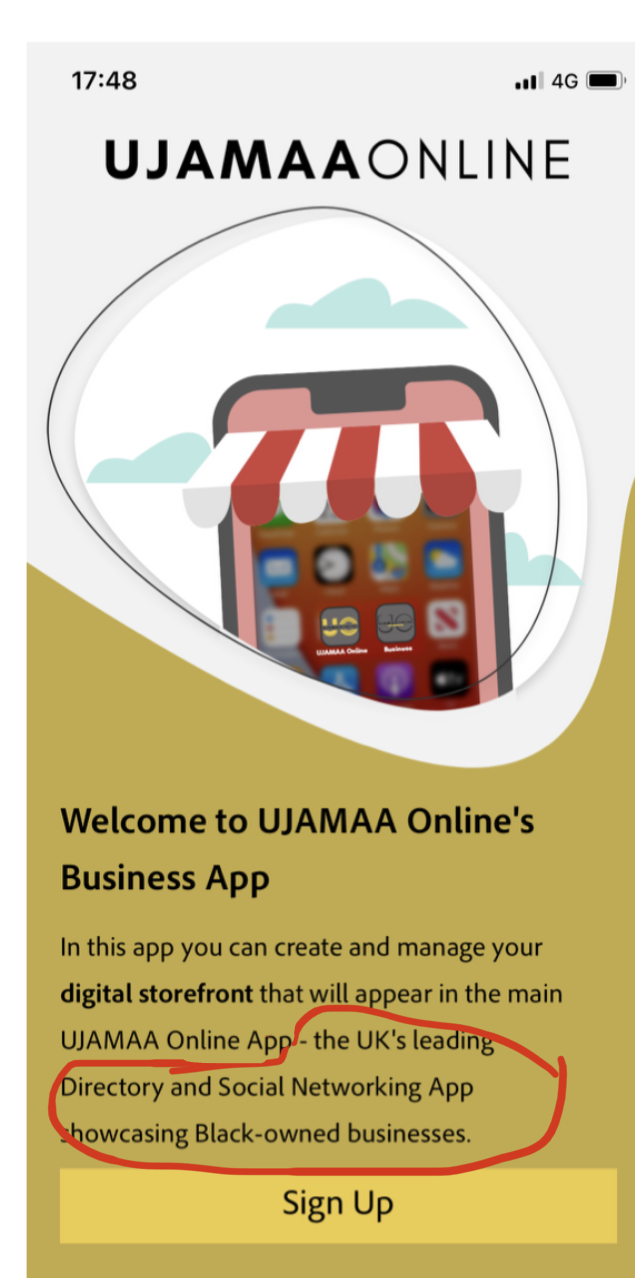 17:48
4G
UJAMAAONLINE
UJAMAA Online Business
Welcome to UJAMAA Online's
Business App
In this app you can create and manage your
digital storefront that will appear in the main
UJAMAA Online App - the UK's leading
Directory and Social Networking App
showcasing Black-owned businesses.
Sign Up